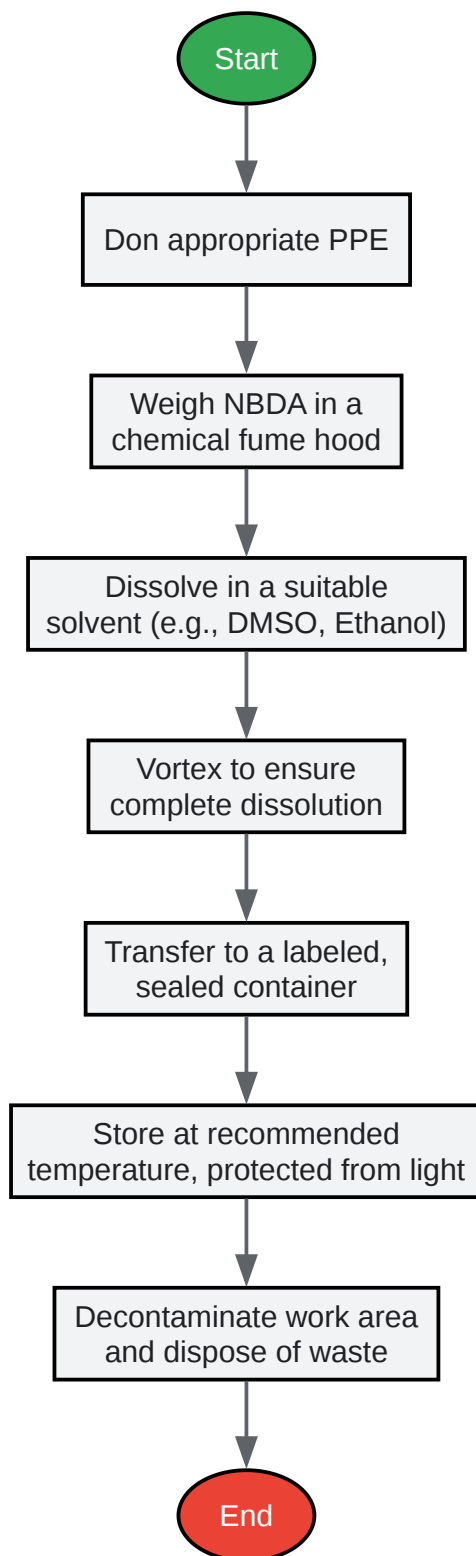 Start
Don appropriate PPE
Weigh NBDA in a
chemical fume hood
Dissolve in a suitable
solvent (e.g., DMSO, Ethanol)
Vortex to ensure
complete dissolution
Transfer to a labeled,
sealed container
Store at recommended
temperature, protected from light
Decontaminate work area
and dispose of waste
End